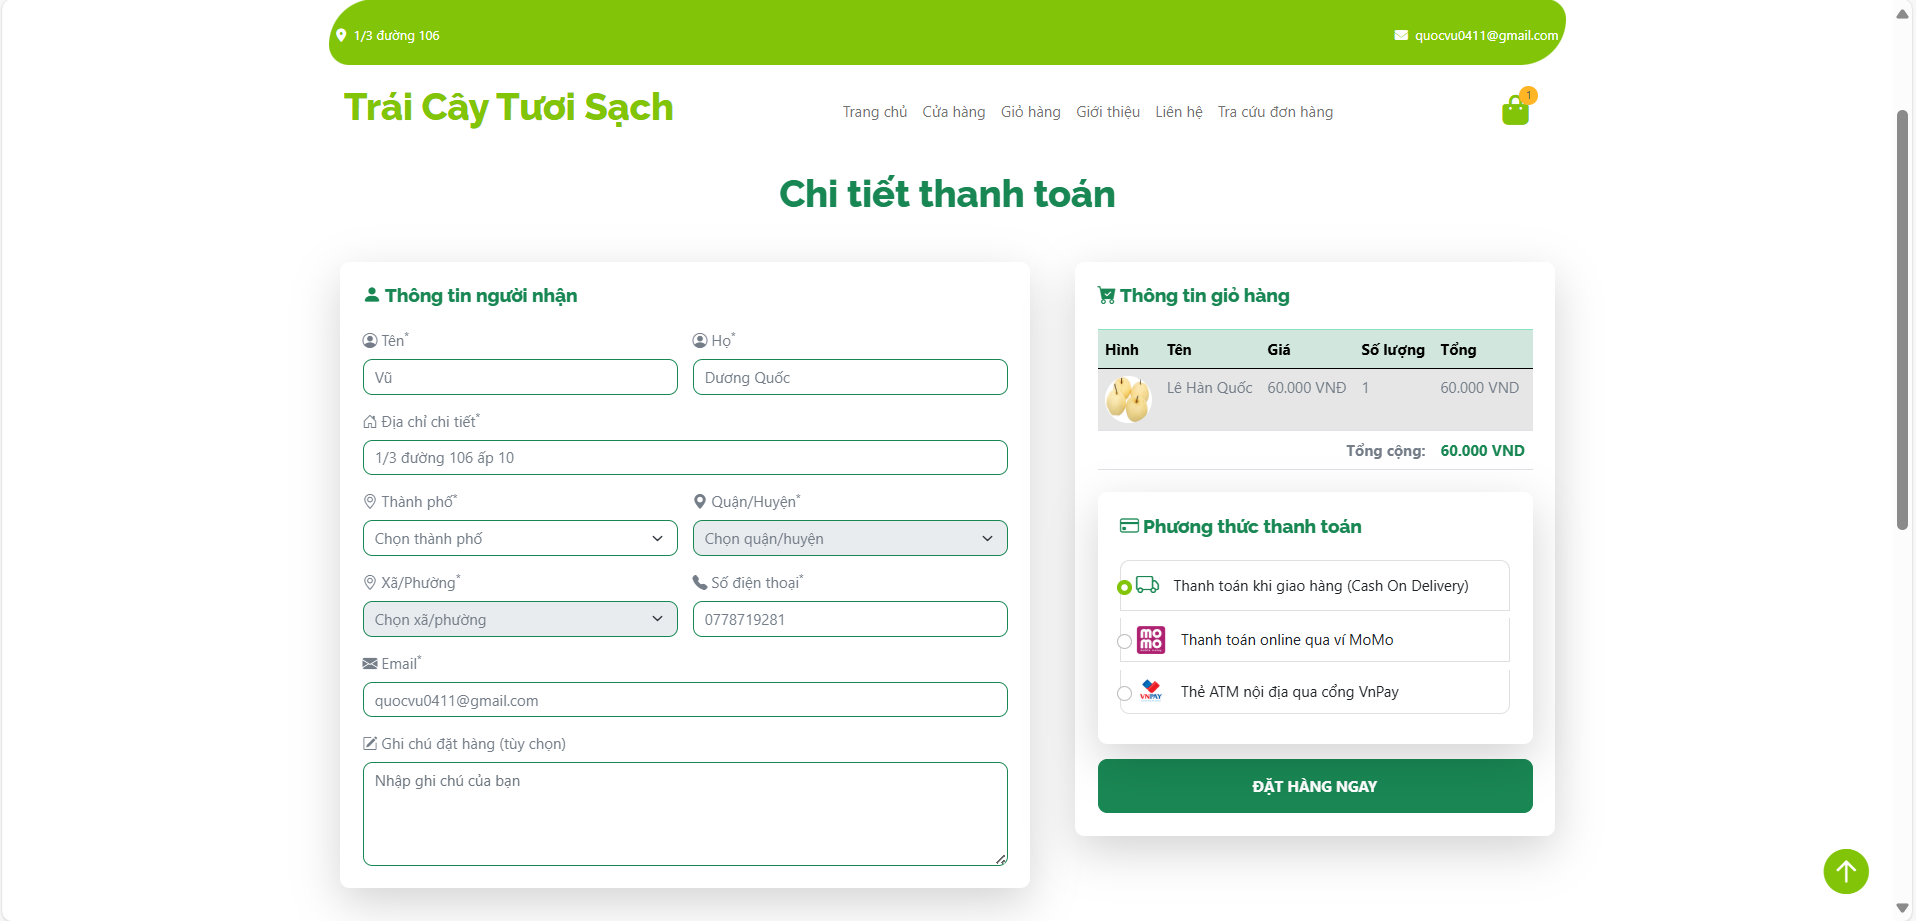 1/3 đường 106
quocvu0411@gmail.com
Trái Cây Tươi Sạch
Trang chủ Cửa hàng Giỏ hàng Giới thiệu Liên hệ Tra cứu đơn hàng
1
Chi tiết thanh toán
Thông tin người nhận
Tên* Họ*
Vũ Dương Quốc
Địa chỉ chi tiết*
1/3 đường 106 ấp 10
Thành phố* Quận/Huyện*
Chọn thành phố Chọn quận/huyện
Xã/Phường* Số điện thoại*
Chọn xã/phường 0778719281
Email*
quocvu0411@gmail.com
Ghi chú đặt hàng (tùy chọn)
Nhập ghi chú của bạn
Thông tin giỏ hàng
Hình Tên Giá Số lượng Tổng
Lê Hàn Quốc 60.000 VNĐ 1 60.000 VND
Tổng cộng: 60.000 VND
Phương thức thanh toán
Thanh toán khi giao hàng (Cash On Delivery)
mo
mo
Thanh toán online qua ví MoMo
VNPAY
Thẻ ATM nội địa qua cổng VnPay
ĐẶT HÀNG NGAY